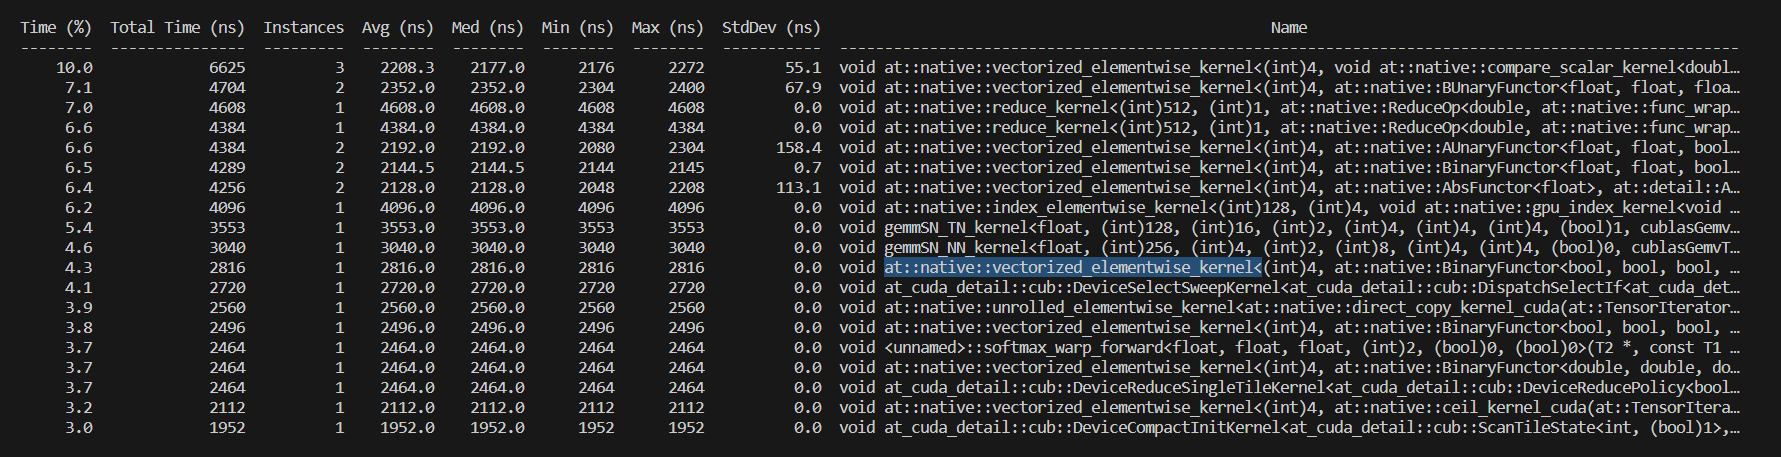 Time (%)  Total Time (ns)  Instances  Avg (ns)  Med (ns)  Min (ns)  Max (ns)  StdDev (ns)  Name
--------  ---------------  ---------  --------  --------  --------  --------  -----------  ----------------------------------------------------------------------------------------------------
10.0  6625  3  2208.3  2177.0  2176  2272  55.1  void at::native::vectorized_elementwise_kernel<(int)4, void at::native::compare_scalar_kernel<doubl…
7.1  4704  2  2352.0  2352.0  2304  2400  67.9  void at::native::vectorized_elementwise_kernel<(int)4, at::native::BUnaryFunctor<float, float, floa…
7.0  4608  1  4608.0  4608.0  4608  4608  0.0  void at::native::reduce_kernel<(int)512, (int)1, at::native::ReduceOp<double, at::native::func_wrap…
6.6  4384  1  4384.0  4384.0  4384  4384  0.0  void at::native::reduce_kernel<(int)512, (int)1, at::native::ReduceOp<double, at::native::func_wrap…
6.6  4384  2  2192.0  2192.0  2080  2304  158.4  void at::native::vectorized_elementwise_kernel<(int)4, at::native::AUnaryFunctor<float, float, bool…
6.5  4289  2  2144.5  2144.5  2144  2145  0.7  void at::native::vectorized_elementwise_kernel<(int)4, at::native::BinaryFunctor<float, float, bool…
6.4  4256  2  2128.0  2128.0  2048  2208  113.1  void at::native::vectorized_elementwise_kernel<(int)4, at::native::AbsFunctor<float>, at::detail::A…
6.2  4096  1  4096.0  4096.0  4096  4096  0.0  void at::native::index_elementwise_kernel<(int)128, (int)4, void at::native::gpu_index_kernel<void …
5.4  3553  1  3553.0  3553.0  3553  3553  0.0  void gemmSN_TN_kernel<float, (int)128, (int)16, (int)2, (int)4, (int)4, (int)4, (bool)1, cublasGemv…
4.6  3040  1  3040.0  3040.0  3040  3040  0.0  void gemmSN_NN_kernel<float, (int)256, (int)4, (int)2, (int)8, (int)4, (int)4, (bool)0, cublasGemvT…
4.3  2816  1  2816.0  2816.0  2816  2816  0.0  void at::native::vectorized_elementwise_kernel<(int)4, at::native::BinaryFunctor<bool, bool, bool, …
4.1  2720  1  2720.0  2720.0  2720  2720  0.0  void at_cuda_detail::cub::DeviceSelectSweepKernel<at_cuda_detail::cub::DispatchSelectIf<at_cuda_det…
3.9  2560  1  2560.0  2560.0  2560  2560  0.0  void at::native::unrolled_elementwise_kernel<at::native::direct_copy_kernel_cuda(at::TensorIterator…
3.8  2496  1  2496.0  2496.0  2496  2496  0.0  void at::native::vectorized_elementwise_kernel<(int)4, at::native::BinaryFunctor<bool, bool, bool, …
3.7  2464  1  2464.0  2464.0  2464  2464  0.0  void <unnamed>::softmax_warp_forward<float, float, float, (int)2, (bool)0, (bool)0>(T2 *, const T1 …
3.7  2464  1  2464.0  2464.0  2464  2464  0.0  void at::native::vectorized_elementwise_kernel<(int)4, at::native::BinaryFunctor<double, double, do…
3.7  2464  1  2464.0  2464.0  2464  2464  0.0  void at_cuda_detail::cub::DeviceReduceSingleTileKernel<at_cuda_detail::cub::DeviceReducePolicy<bool…
3.2  2112  1  2112.0  2112.0  2112  2112  0.0  void at::native::vectorized_elementwise_kernel<(int)4, at::native::ceil_kernel_cuda(at::TensorItera…
3.0  1952  1  1952.0  1952.0  1952  1952  0.0  void at_cuda_detail::cub::DeviceCompactInitKernel<at_cuda_detail::cub::ScanTileState<int, (bool)1>,…